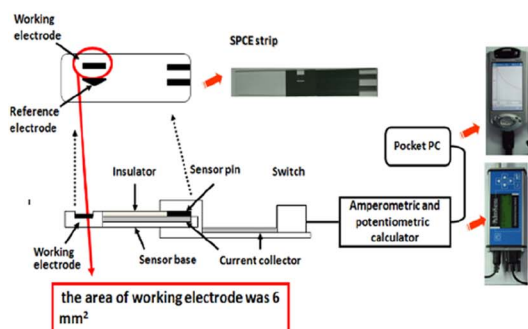 Working
electrode
SPCE strip
Reference
electrode
Pocket PC
Insulator
Sensor pin
Switch
Amperometric and
potentiometric
calculator
Working
electrode
Sensor base
Current collector
the area of working electrode was 6
mm²